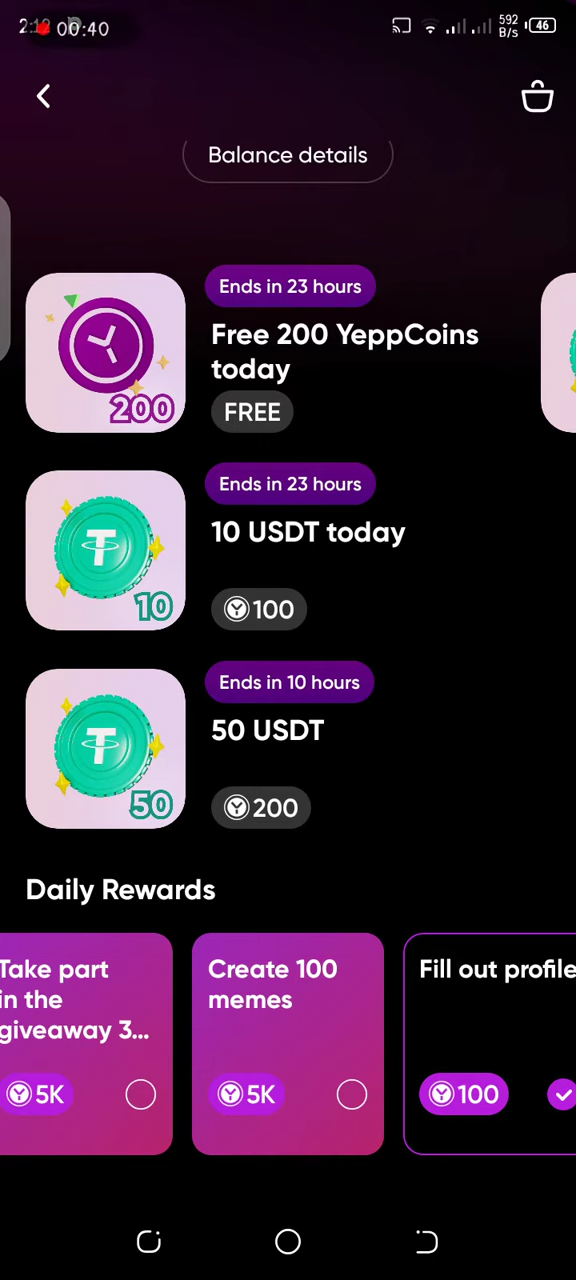 00:40
592
B/s
46
Balance details
Ends in 23 hours
Free 200 YeppCoins
today
200
FREE
Ends in 23 hours
10 USDT today
10
100
Ends in 10 hours
50 USDT
50
200
Daily Rewards
Take part
in the
giveaway 3...
5K
Create 100
memes
5K
Fill out profile
100